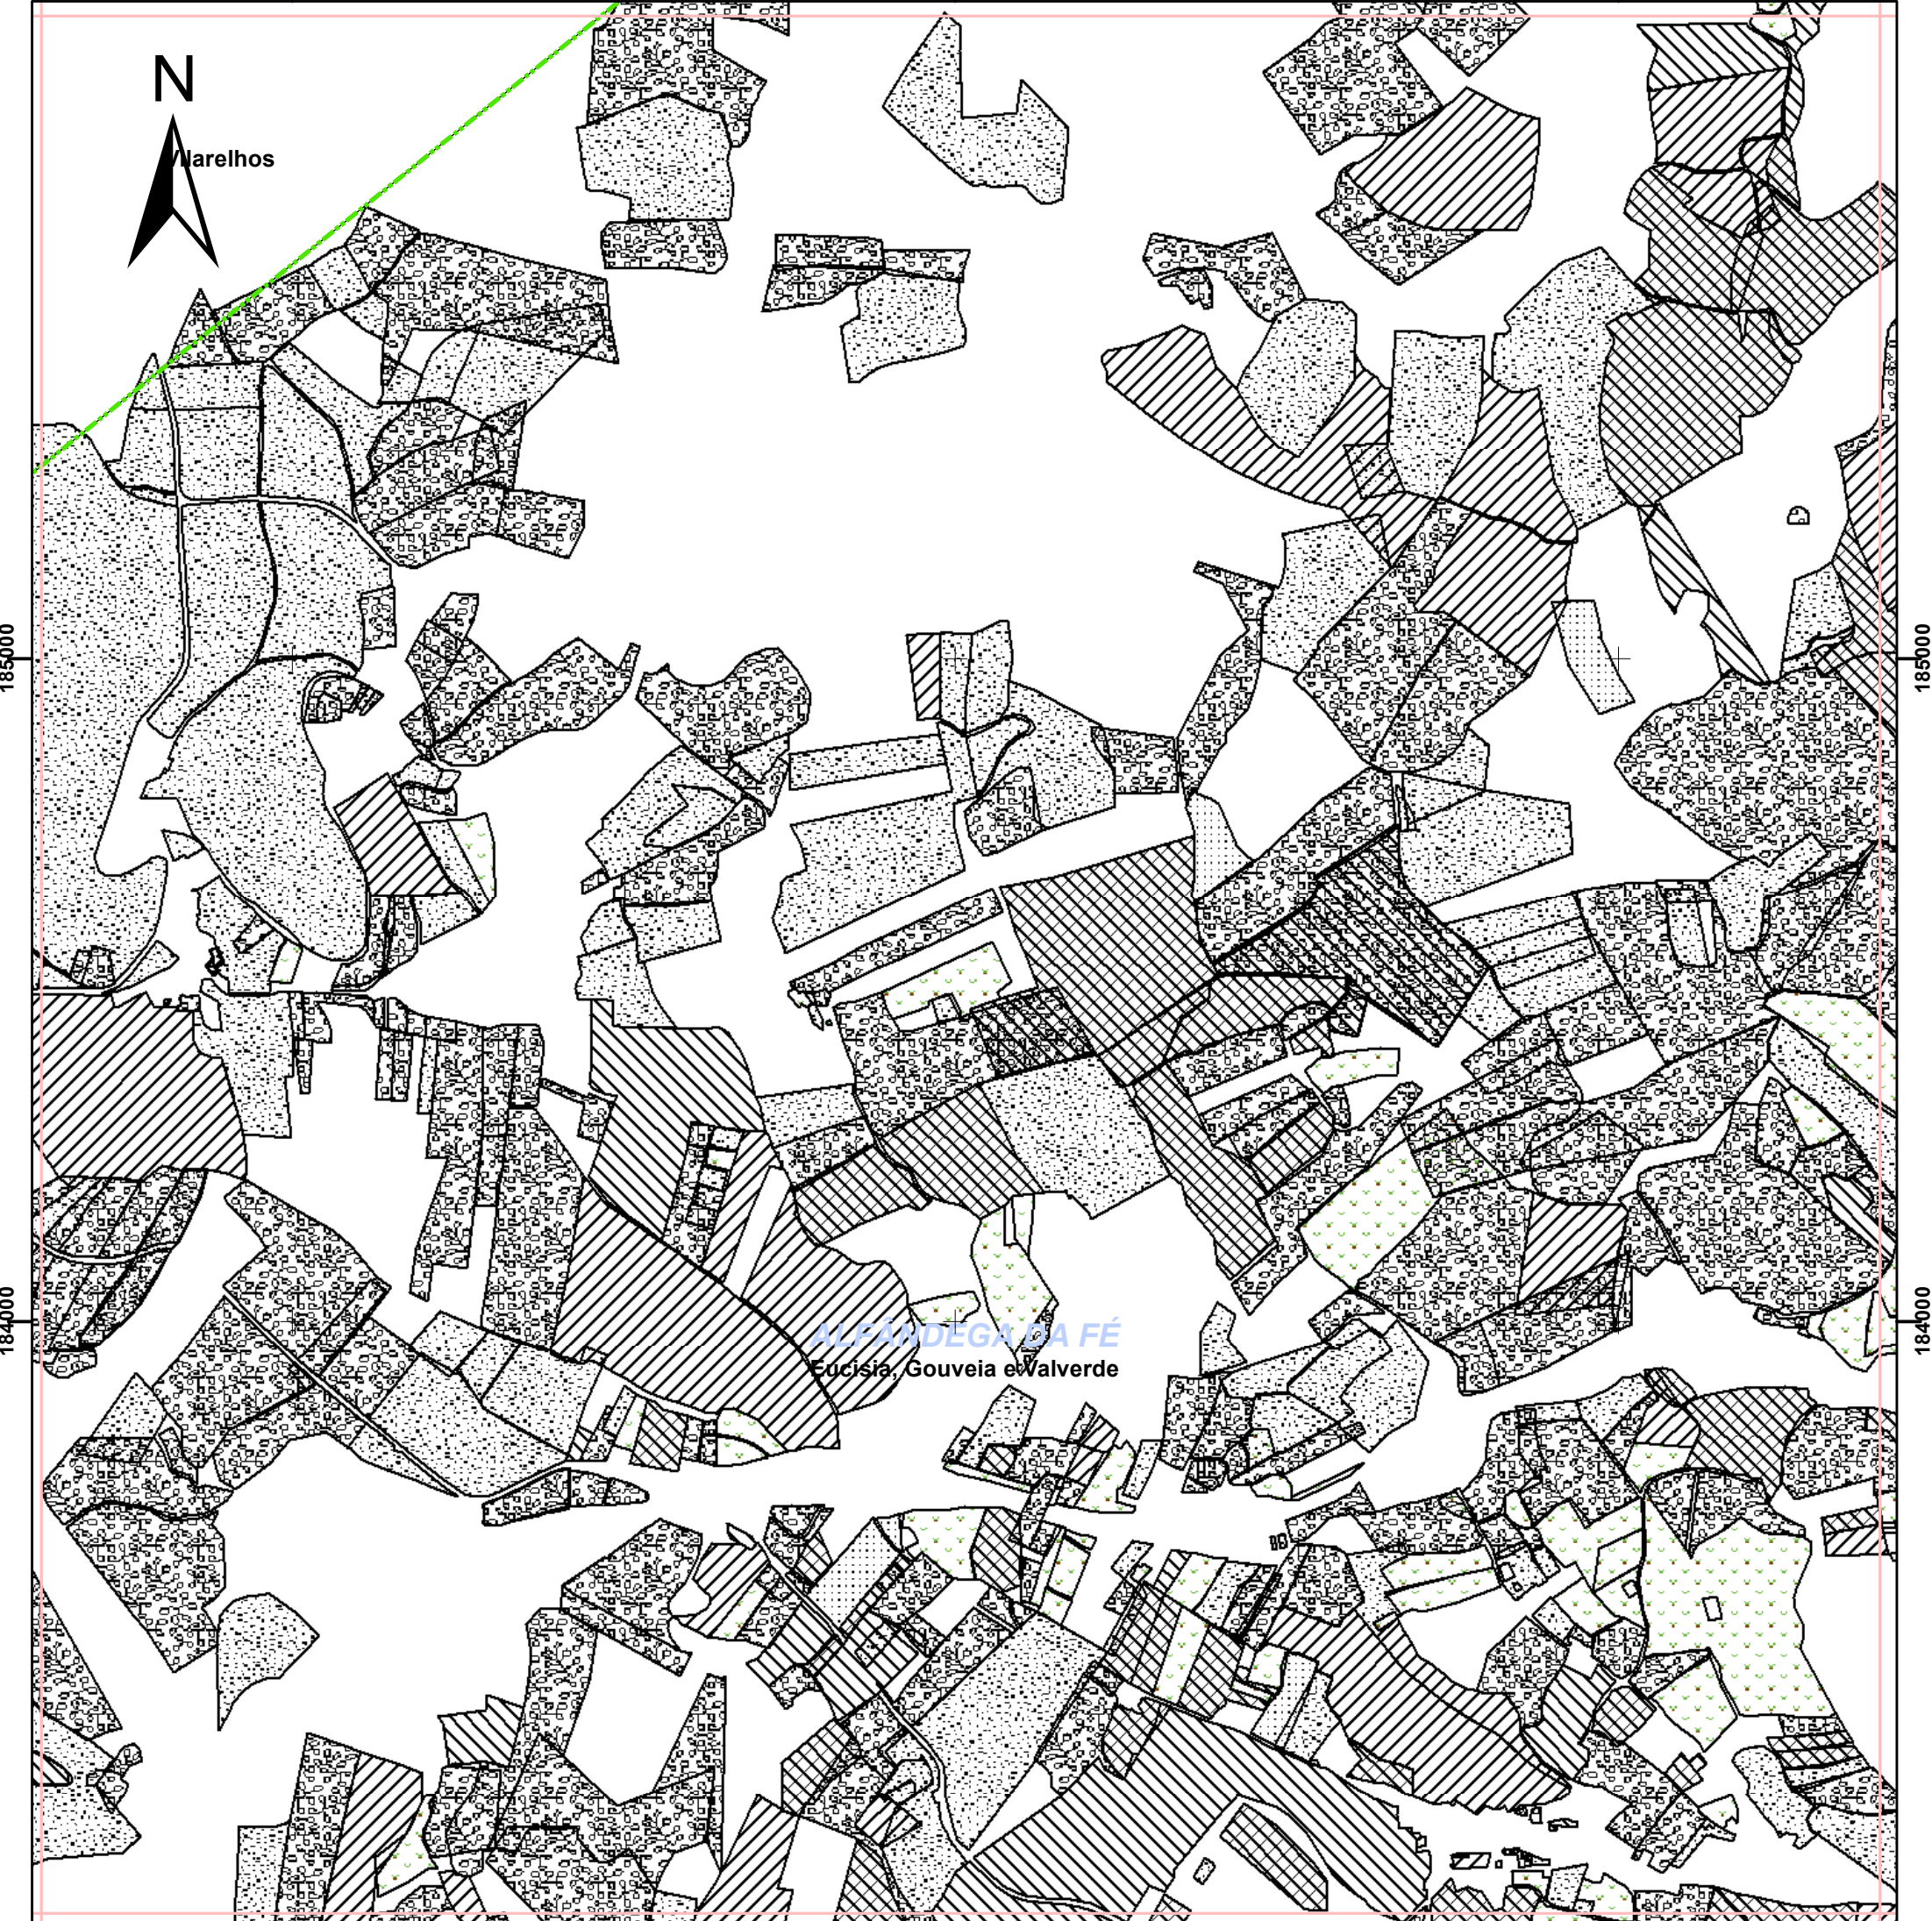 N
Vilarelhos
185000
185000
184000
184000
ALFÂNDEGA DA FÉ
Eucisia, Gouveia e Valverde